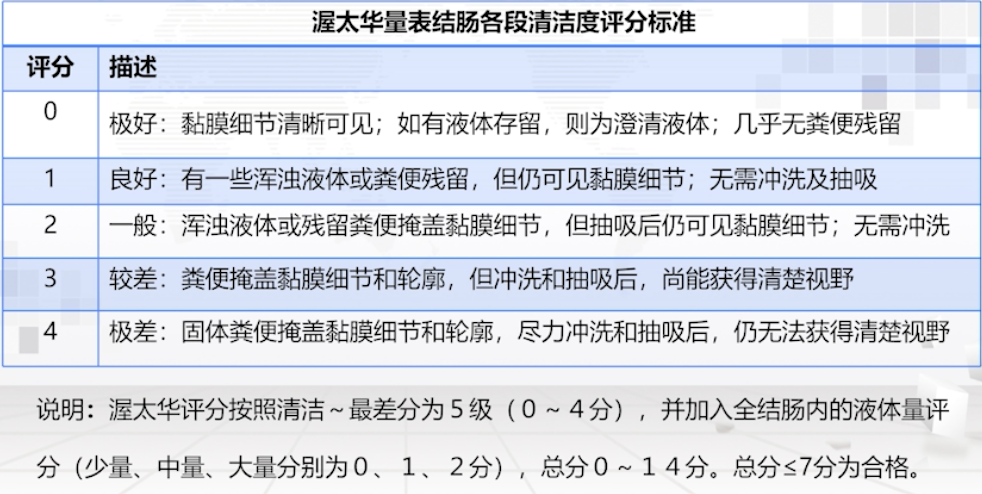 渥太华量表结肠各段清洁度评分标准
评分 描述
0 极好：黏膜细节清晰可见；如有液体存留，则为澄清液体；几乎无粪便残留
1 良好：有一些浑浊液体或粪便残留，但仍可见黏膜细节；无需冲洗及抽吸
2 一般：浑浊液体或残留粪便掩盖黏膜细节，但抽吸后仍可见黏膜细节；无需冲洗
3 较差：粪便掩盖黏膜细节和轮廓，但冲洗和抽吸后，尚能获得清楚视野
4 极差：固体粪便掩盖黏膜细节和轮廓，尽力冲洗和抽吸后，仍无法获得清楚视野
说明：渥太华评分按照清洁～最差分为５级（０～４分），并加入全结肠内的液体量评
分（少量、中量、大量分别为０、１、２分），总分０～１４分。总分≤7分为合格。